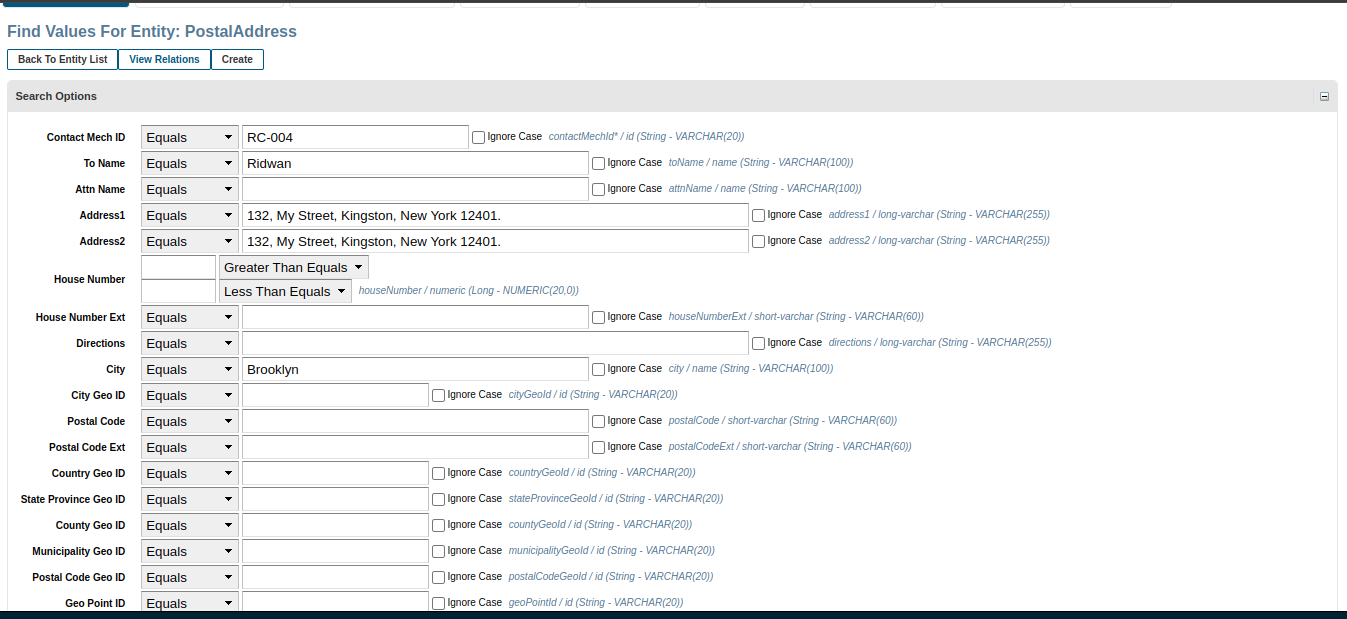 Find Values For Entity: PostalAddress
Back To Entity List View Relations Create
Search Options
Contact Mech ID Equals RC-004 Ignore Case contactMechId* / id (String - VARCHAR(20))
To Name Equals Ridwan Ignore Case toName / name (String - VARCHAR(100))
Attn Name Equals Ignore Case attnName / name (String - VARCHAR(100))
Address1 Equals 132, My Street, Kingston, New York 12401. Ignore Case address1 / long-varchar (String - VARCHAR(255))
Address2 Equals 132, My Street, Kingston, New York 12401. Ignore Case address2 / long-varchar (String - VARCHAR(255))
Greater Than Equals
House Number
Less Than Equals houseNumber / numeric (Long - NUMERIC(20,0))
House Number Ext Equals Ignore Case houseNumberExt / short-varchar (String - VARCHAR(60))
Directions Equals Ignore Case directions / long-varchar (String - VARCHAR(255))
City Equals Brooklyn Ignore Case city / name (String - VARCHAR(100))
City Geo ID Equals Ignore Case cityGeoId / id (String - VARCHAR(20))
Postal Code Equals Ignore Case postalCode / short-varchar (String - VARCHAR(60))
Postal Code Ext Equals Ignore Case postalCodeExt / short-varchar (String - VARCHAR(60))
Country Geo ID Equals Ignore Case countryGeoId / id (String - VARCHAR(20))
State Province Geo ID Equals Ignore Case stateProvinceGeoId / id (String - VARCHAR(20))
County Geo ID Equals Ignore Case countyGeoId / id (String - VARCHAR(20))
Municipality Geo ID Equals Ignore Case municipalityGeoId / id (String - VARCHAR(20))
Postal Code Geo ID Equals Ignore Case postalCodeGeoId / id (String - VARCHAR(20))
Geo Point ID Equals Ignore Case geoPointId / id (String - VARCHAR(20))